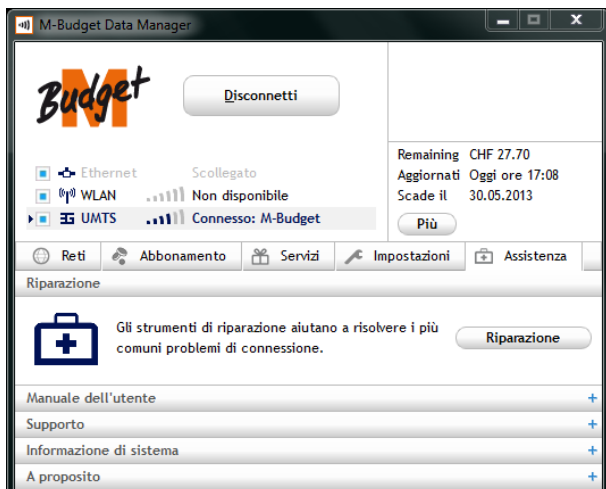 M-Budget Data Manager
M Budget
Disconnetti
Ethernet Scollegato
WLAN Non disponibile
UMTS Connesso: M-Budget
Remaining CHF 27.70
Aggiornati Oggi ore 17:08
Scade il 30.05.2013
Più
Reti Abbonamento Servizi Impostazioni Assistenza
Riparazione
Gli strumenti di riparazione aiutano a risolvere i più
comuni problemi di connessione.
Riparazione
Manuale dell'utente
Supporto
Informazione di sistema
A proposito